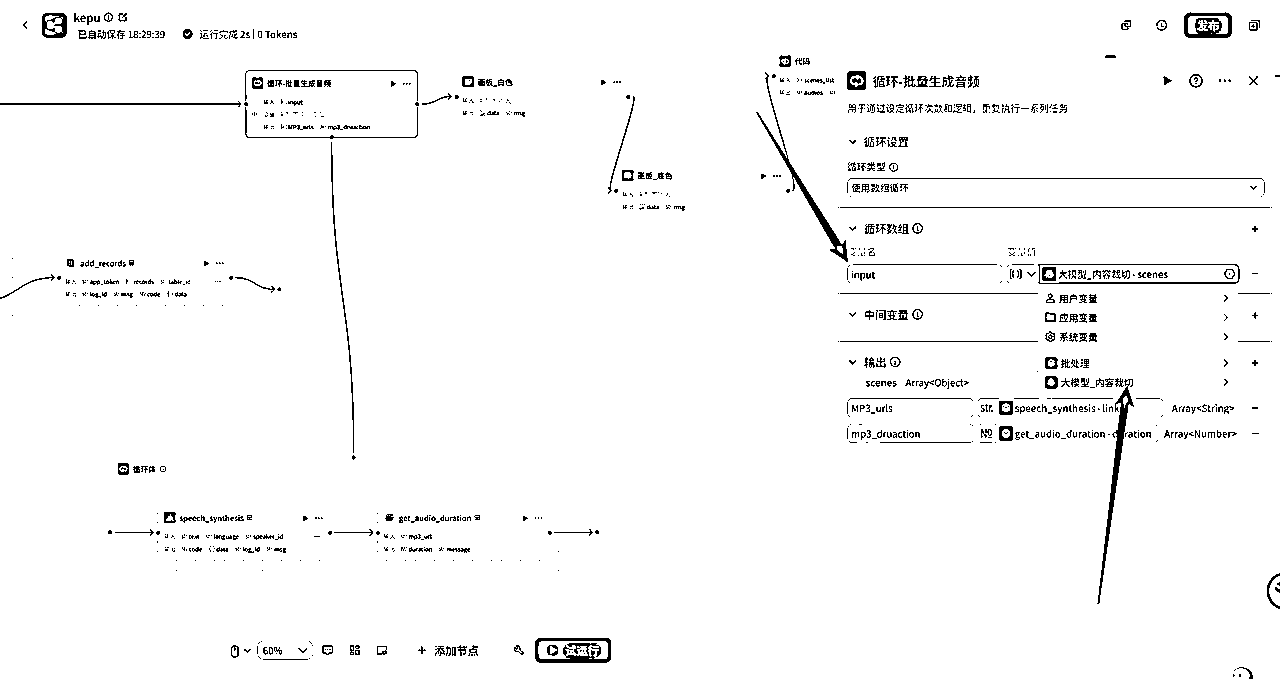 kepu
已自动保存 18:29:39 运行完成 2s | 0 Tokens
发布
循环-批量生成音频
输入 input
输出 MP3_urls mp3_druaction
画板_白色
输出 data msg
画板_底色
输出 data msg
代码
输入 scenes_list
输入 audios
add_records
输入 app_token records table_id
输出 log_id msg code data
循环体
speech_synthesis
输入 text language speaker_id
输出 code data log_id msg
get_audio_duration
输入 mp3_url
输出 duration message
60%
添加节点
试运行
循环-批量生成音频
用于通过设定循环次数和逻辑，重复执行一系列任务
循环设置
循环类型
使用数组循环
循环数组
变量名 变量值
input 大模型_内容裁切 - scenes
用户变量
中间变量
应用变量
系统变量
输出
批处理
scenes Array<Object>
大模型_内容裁切
MP3_urls str. speech_synthesis - link Array<String>
mp3_druaction get_audio_duration - duration Array<Number>